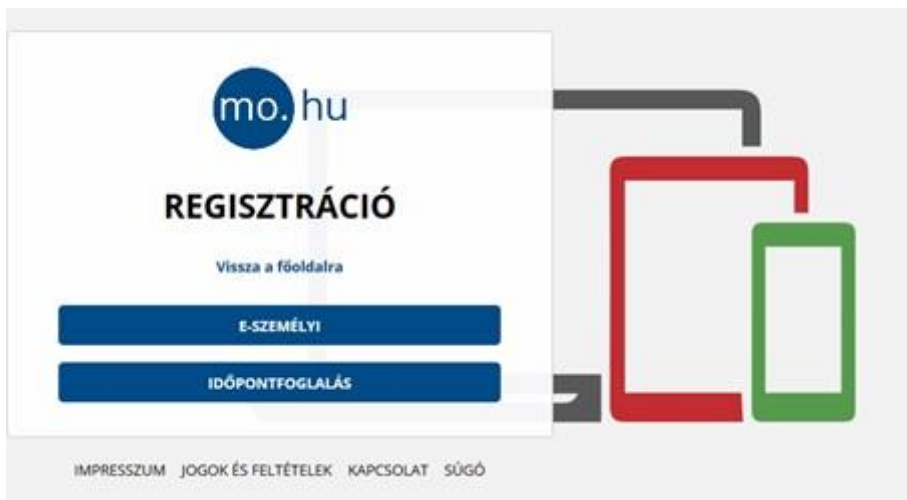 mo.hu
REGISZTRÁCIÓ
Vissza a főoldalra
E-SZEMÉLYI
IDŐPONTFOGLALÁS
IMPRESSZUM JOGOK ÉS FELTÉTELEK KAPCSOLAT SÚGÓ